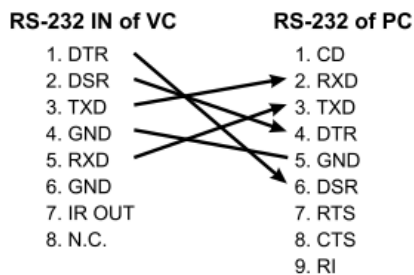 RS-232 IN of VC
1. DTR
2. DSR
3. TXD
4. GND
5. RXD
6. GND
7. IR OUT
8. N.C.
RS-232 of PC
1. CD
2. RXD
3. TXD
4. DTR
5. GND
6. DSR
7. RTS
8. CTS
9. RI